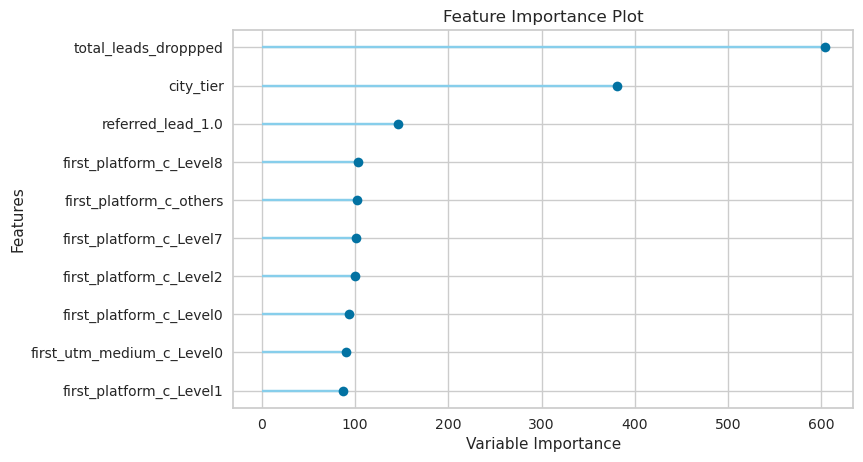 Feature Importance Plot
total_leads_droppped
city_tier
referred_lead_1.0
first_platform_c_Level8
first_platform_c_others
first_platform_c_Level7
first_platform_c_Level2
first_platform_c_Level0
first_utm_medium_c_Level0
first_platform_c_Level1
Features
0 100 200 300 400 500 600
Variable Importance